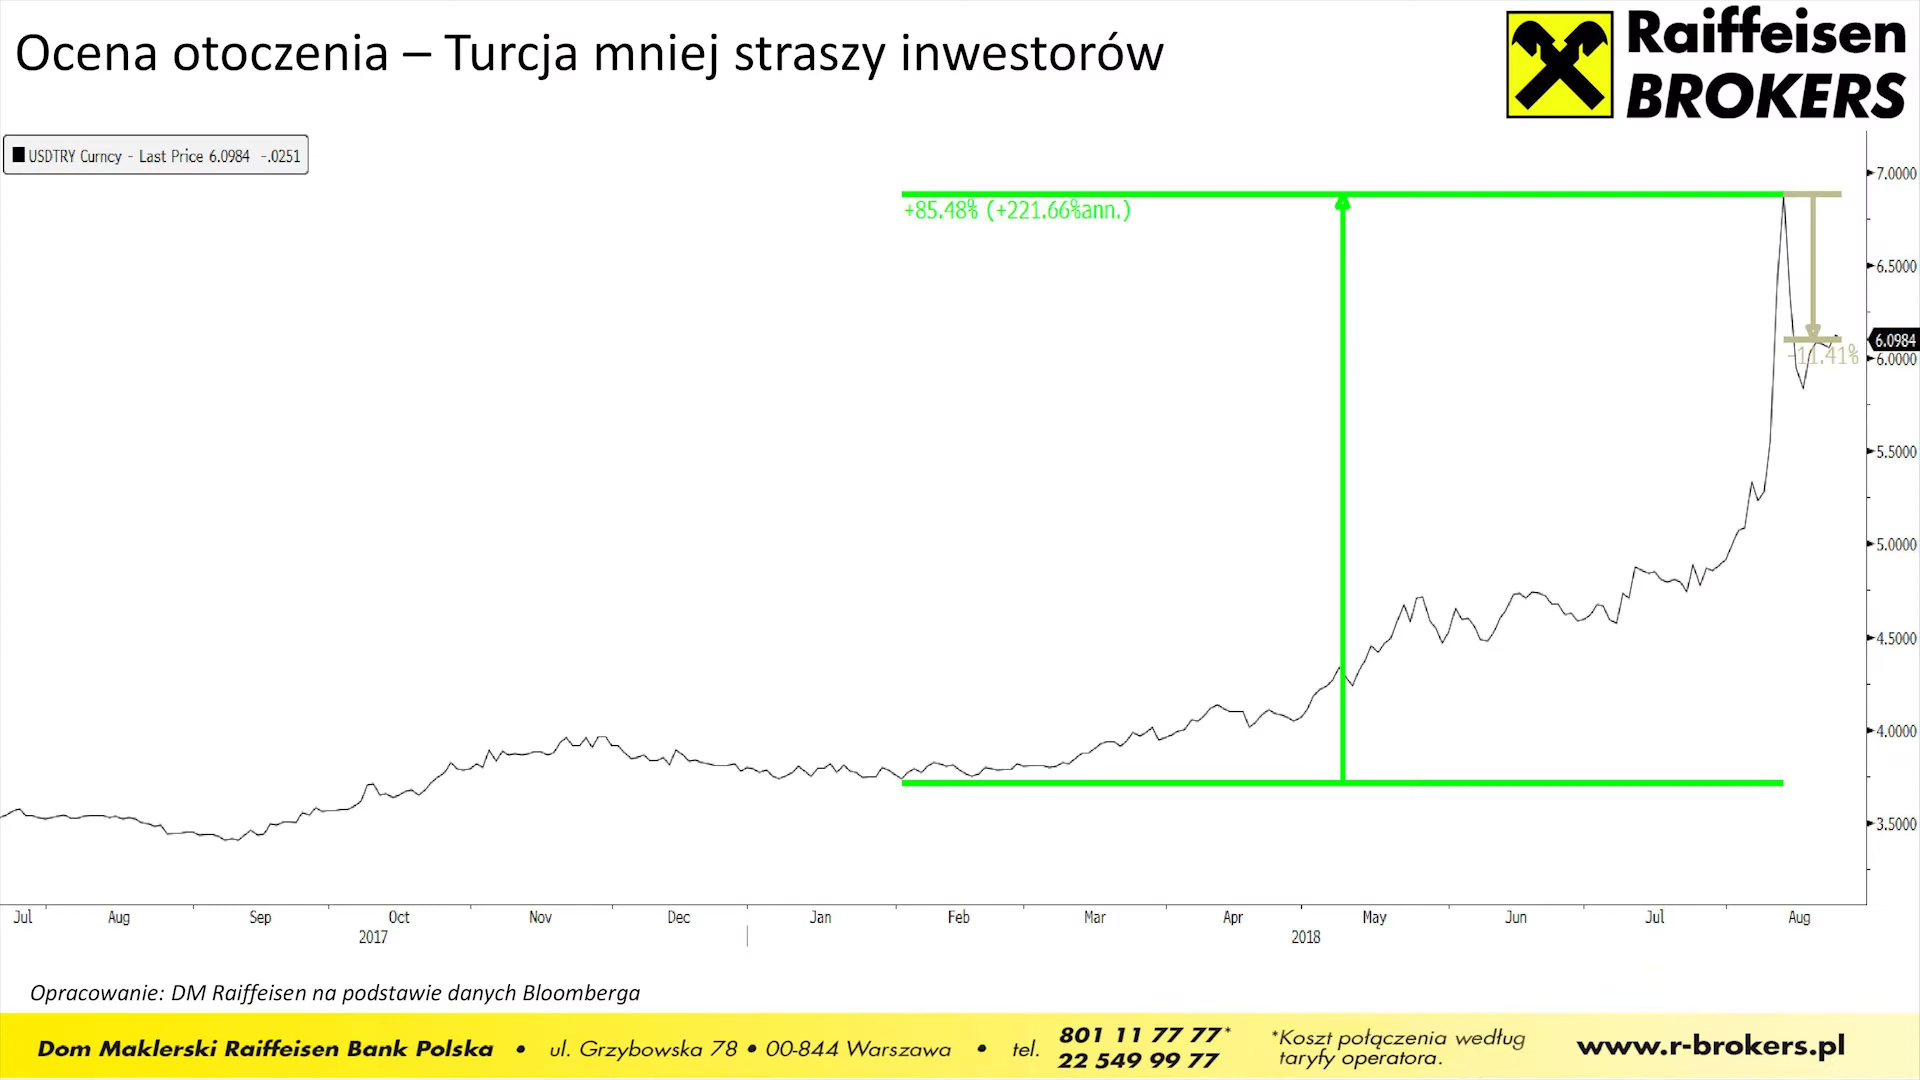 Ocena otoczenia – Turcja mniej straszy inwestorów
Raiffeisen
BROKERS
USDTRY Curncy - Last Price 6.0984 -.0251
+85.48% (+221.66%ann.)
-11.41%
7.0000
6.5000
6.0984
6.0000
5.5000
5.0000
4.5000
4.0000
3.5000
Jul Aug Sep Oct Nov Dec Jan Feb Mar Apr May Jun Jul Aug
2017 2018
Opracowanie: DM Raiffeisen na podstawie danych Bloomberga
Dom Maklerski Raiffeisen Bank Polska • ul. Grzybowska 78 • 00-844 Warszawa • tel.
801 11 77 77*
22 549 99 77
*Koszt połączenia według
taryfy operatora.
www.r-brokers.pl